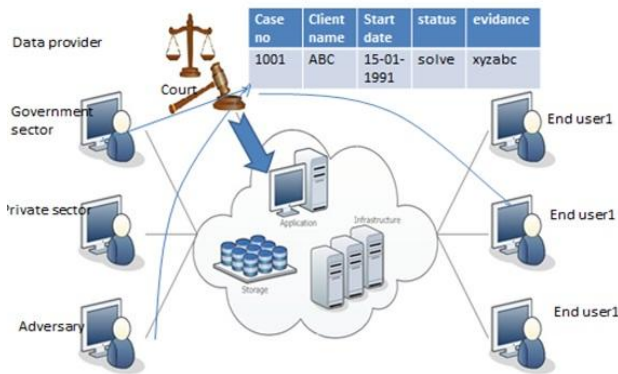 Data provider
Case no
Client name
Start date
status
evidance
1001
ABC
15-01-1991
solve
xyzabc
Court
Government
sector
End user1
Private sector
End user1
Application
Infrastructure
Storage
Adversary
End user1